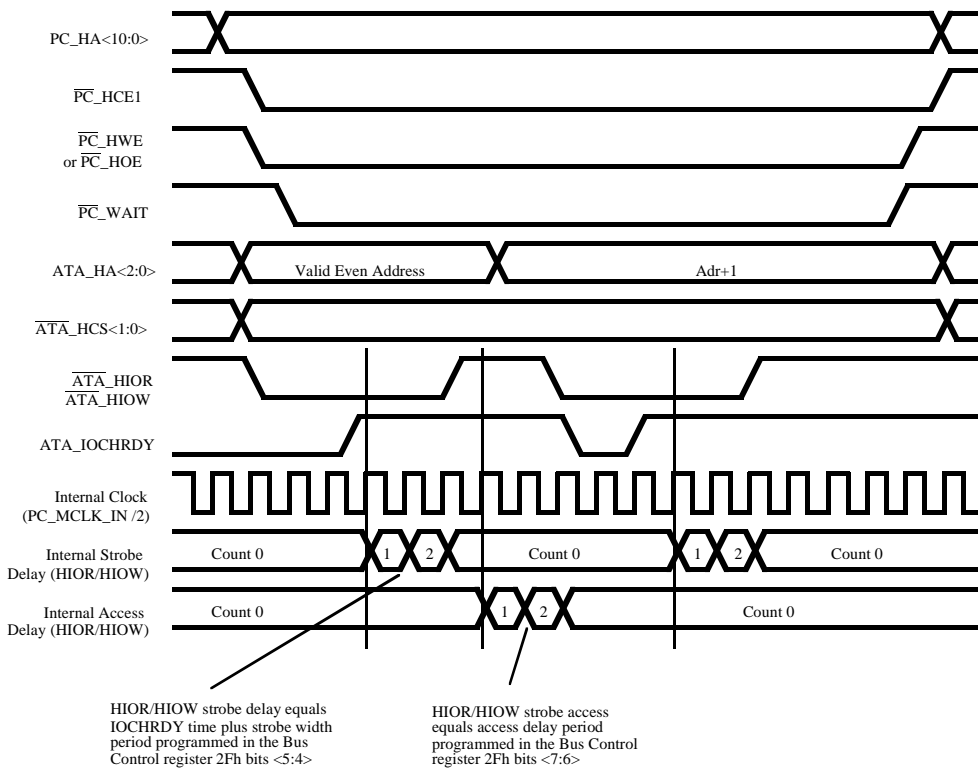 PC_HA<10:0>
PC_HCE1
PC_HWE
or PC_HOE
PC_WAIT
ATA_HA<2:0>
Valid Even Address
Adr+1
ATA_HCS<1:0>
ATA_HIOR
ATA_HIOW
ATA_IOCHRDY
Internal Clock
(PC_MCLK_IN /2)
Internal Strobe
Delay (HIOR/HIOW)
Count 0
1
2
Count 0
1
2
Count 0
Internal Access
Delay (HIOR/HIOW)
Count 0
1
2
Count 0
HIOR/HIOW strobe delay equals
IOCHRDY time plus strobe width
period programmed in the Bus
Control register 2Fh bits <5:4>
HIOR/HIOW strobe access
equals access delay period
programmed in the Bus Control
register 2Fh bits <7:6>